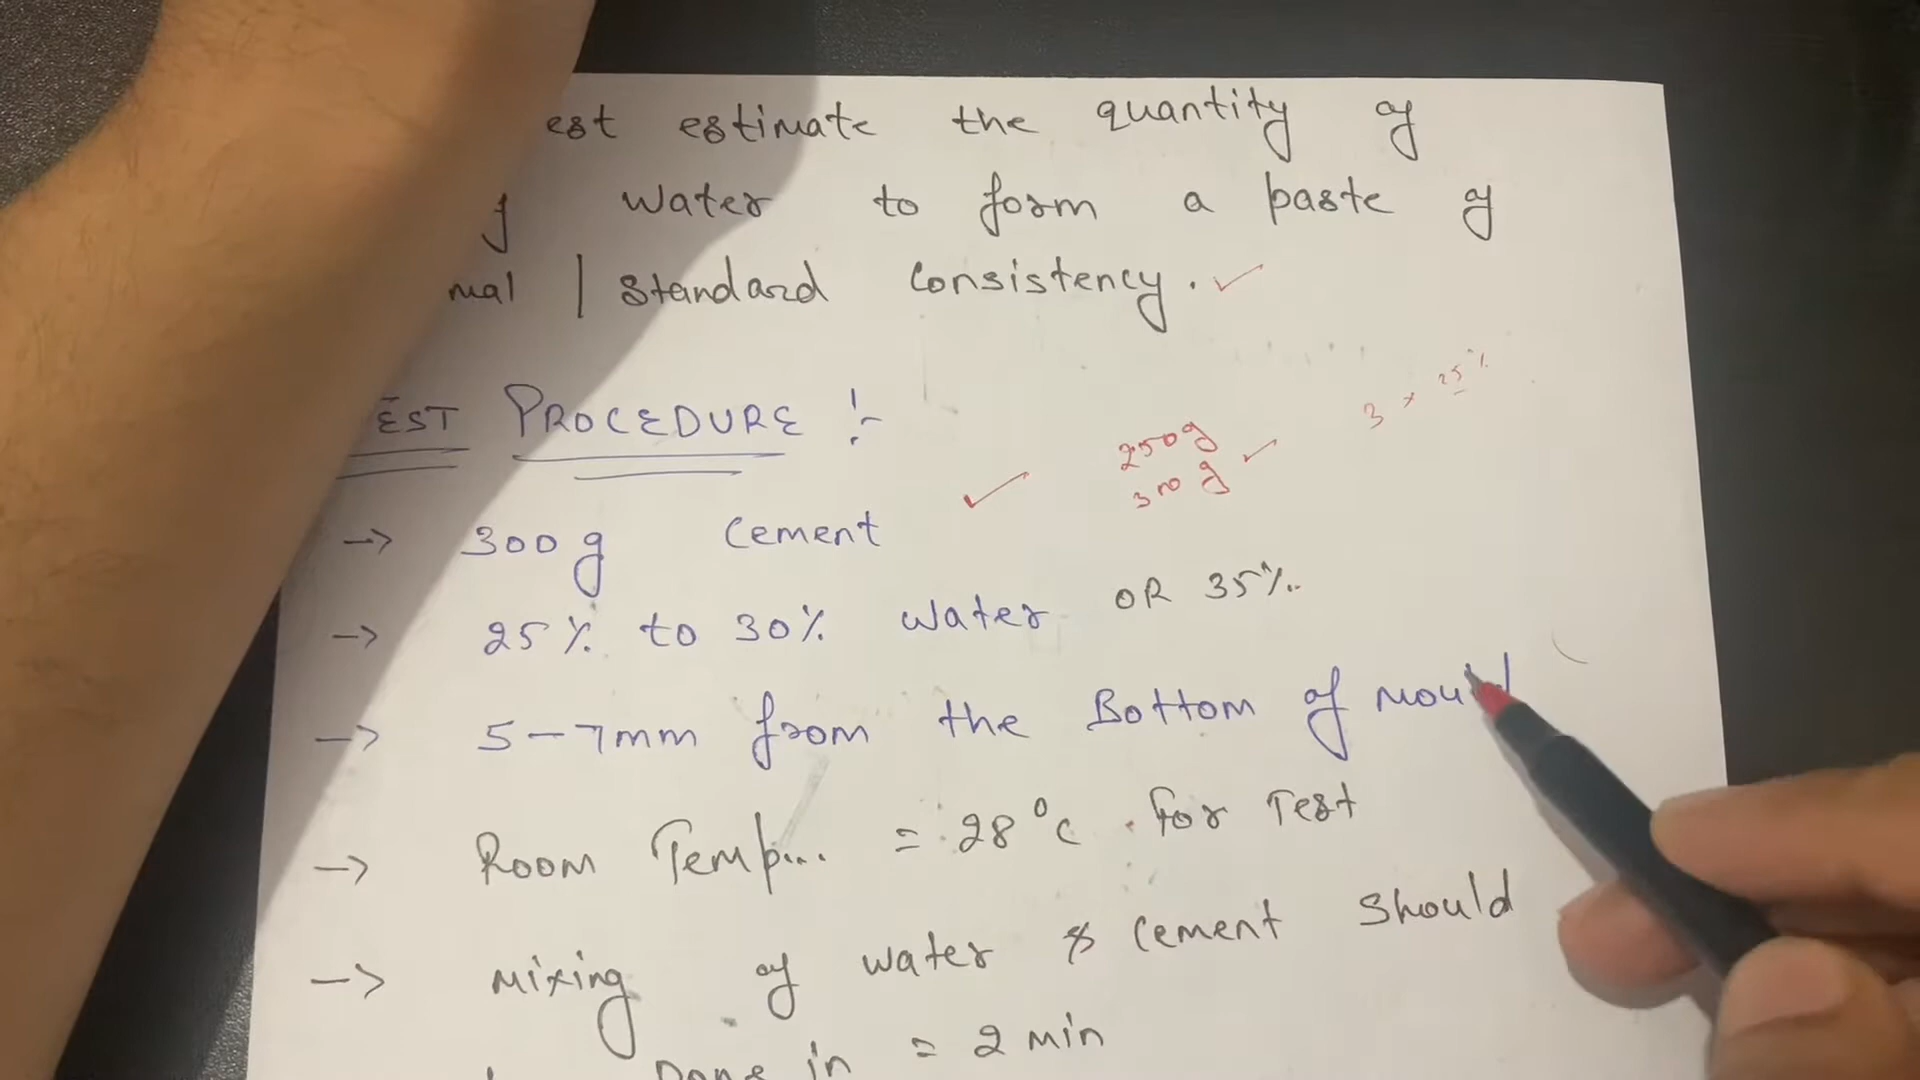 est estimate the quantity of
water to form a paste of
mal | standard consistency.
EST PROCEDURE :-
3 × 25%
250g
300g
→ 300g cement
→ 25% to 30% water OR 35%.
→ 5-7mm from the Bottom of mould
→ Room Temp... = 28°C. for Test
→ Mixing of water & cement should
Done in = 2 min